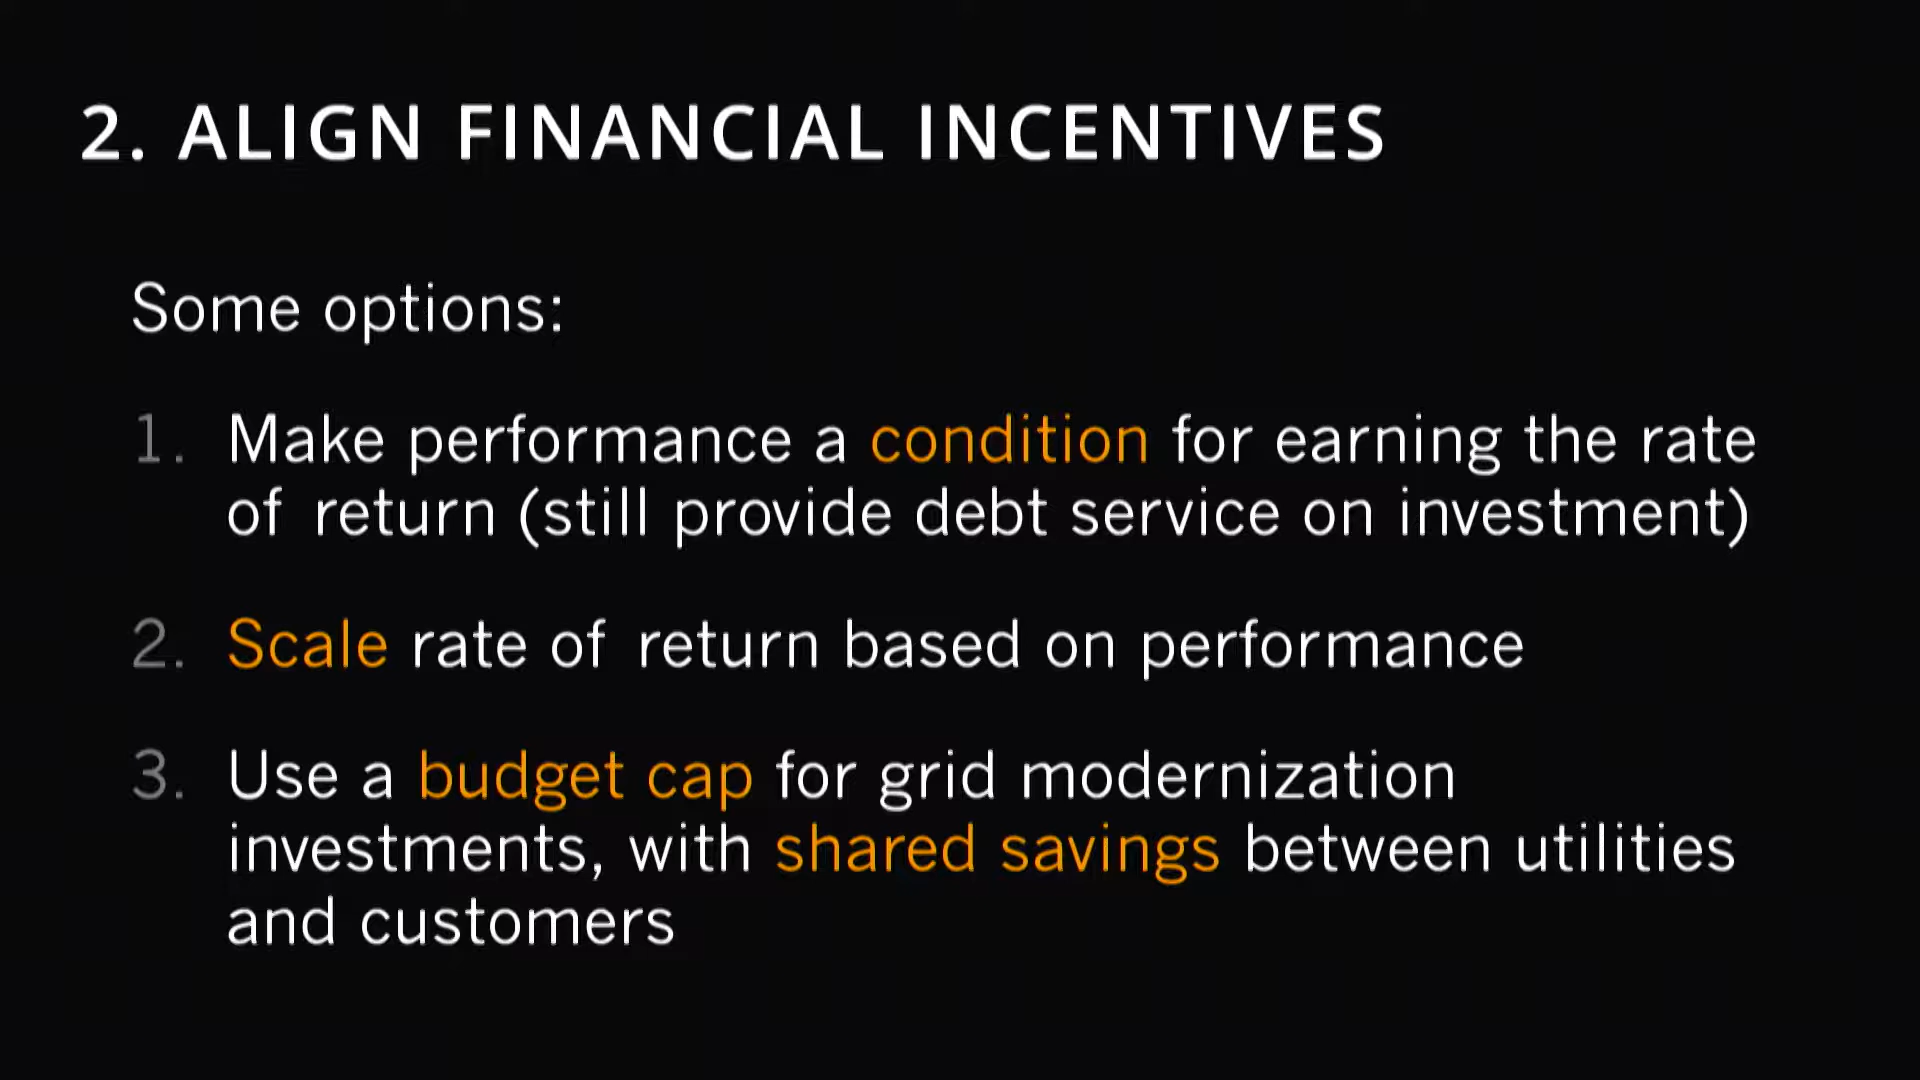 2. ALIGN FINANCIAL INCENTIVES
Some options:
1. Make performance a condition for earning the rate
of return (still provide debt service on investment)
2. Scale rate of return based on performance
3. Use a budget cap for grid modernization
investments, with shared savings between utilities
and customers